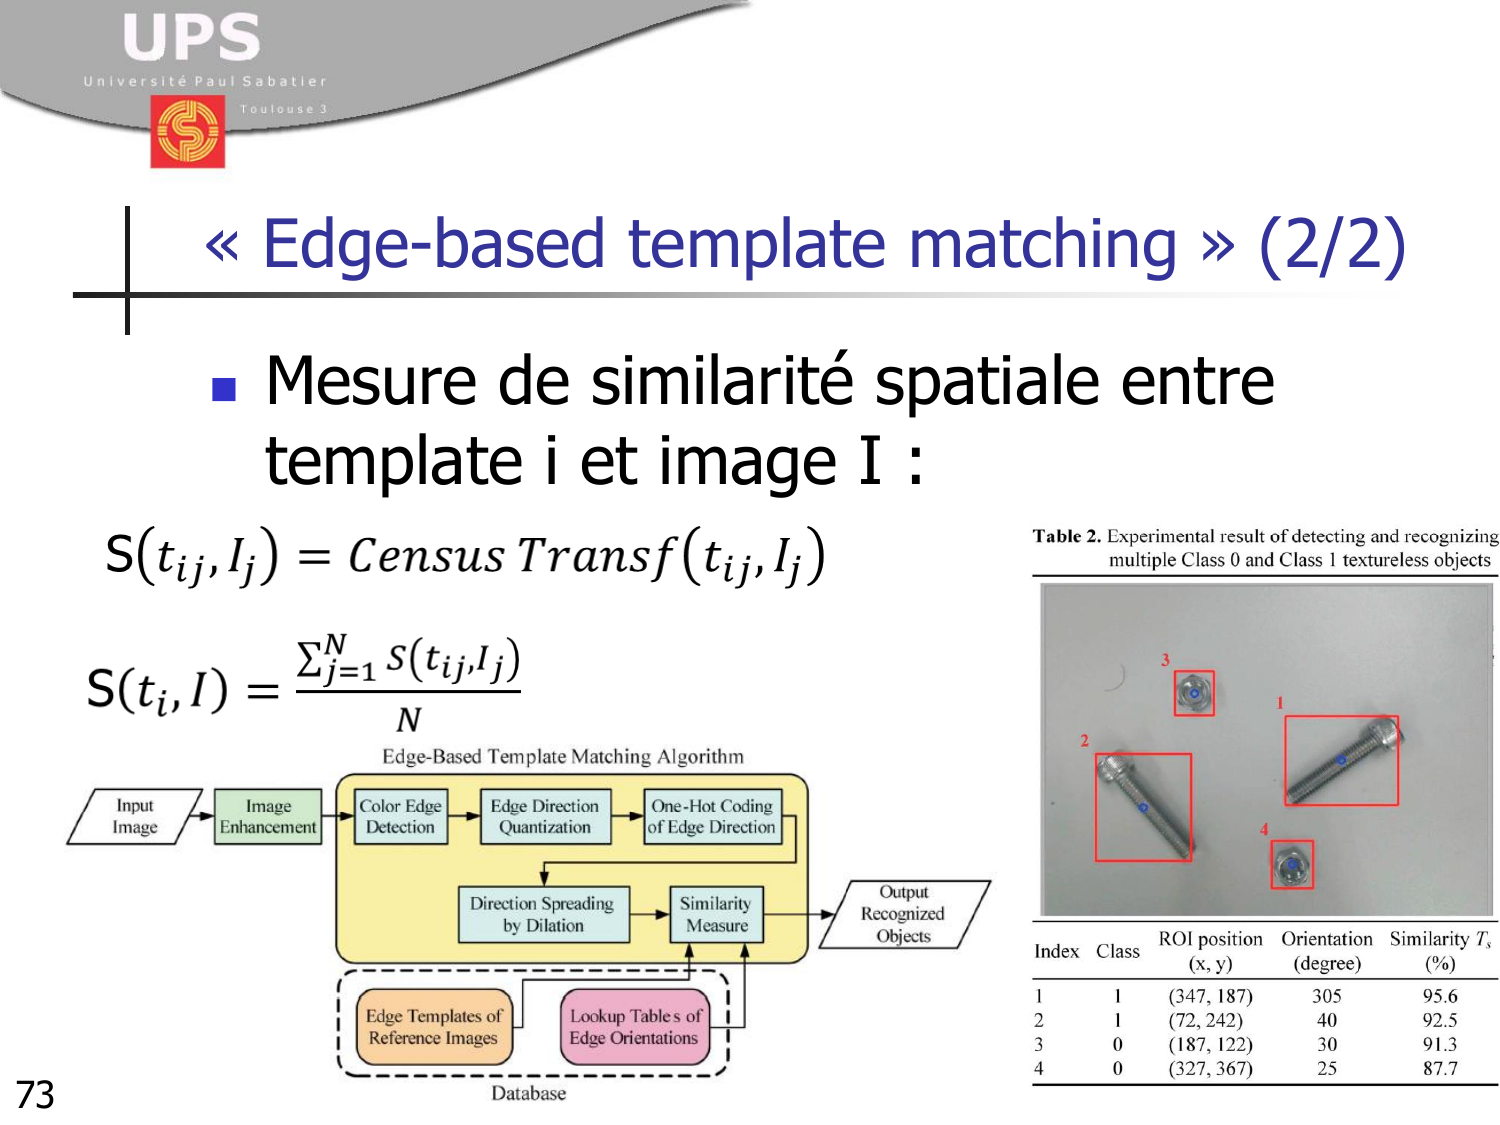 UPS
Université Paul Sabatier
Toulouse 3
« Edge-based template matching » (2/2)
Mesure de similarité spatiale entre
template i et image I :
S(t_{ij}, I_j) = Census Transf(t_{ij}, I_j)
S(t_i, I) = \frac{\sum_{j=1}^{N} S(t_{ij}, I_j)}{N}
Edge-Based Template Matching Algorithm
Input
Image
Image
Enhancement
Color Edge
Detection
Edge Direction
Quantization
One-Hot Coding
of Edge Direction
Direction Spreading
by Dilation
Similarity
Measure
Output
Recognized
Objects
Edge Templates of
Reference Images
Lookup Tables of
Edge Orientations
Database
Table 2. Experimental result of detecting and recognizing
multiple Class 0 and Class 1 textureless objects
3
1
2
4
Index Class ROI position (x, y) Orientation (degree) Similarity T_s (%)
1 1 (347, 187) 305 95.6
2 1 (72, 242) 40 92.5
3 0 (187, 122) 30 91.3
4 0 (327, 367) 25 87.7
73